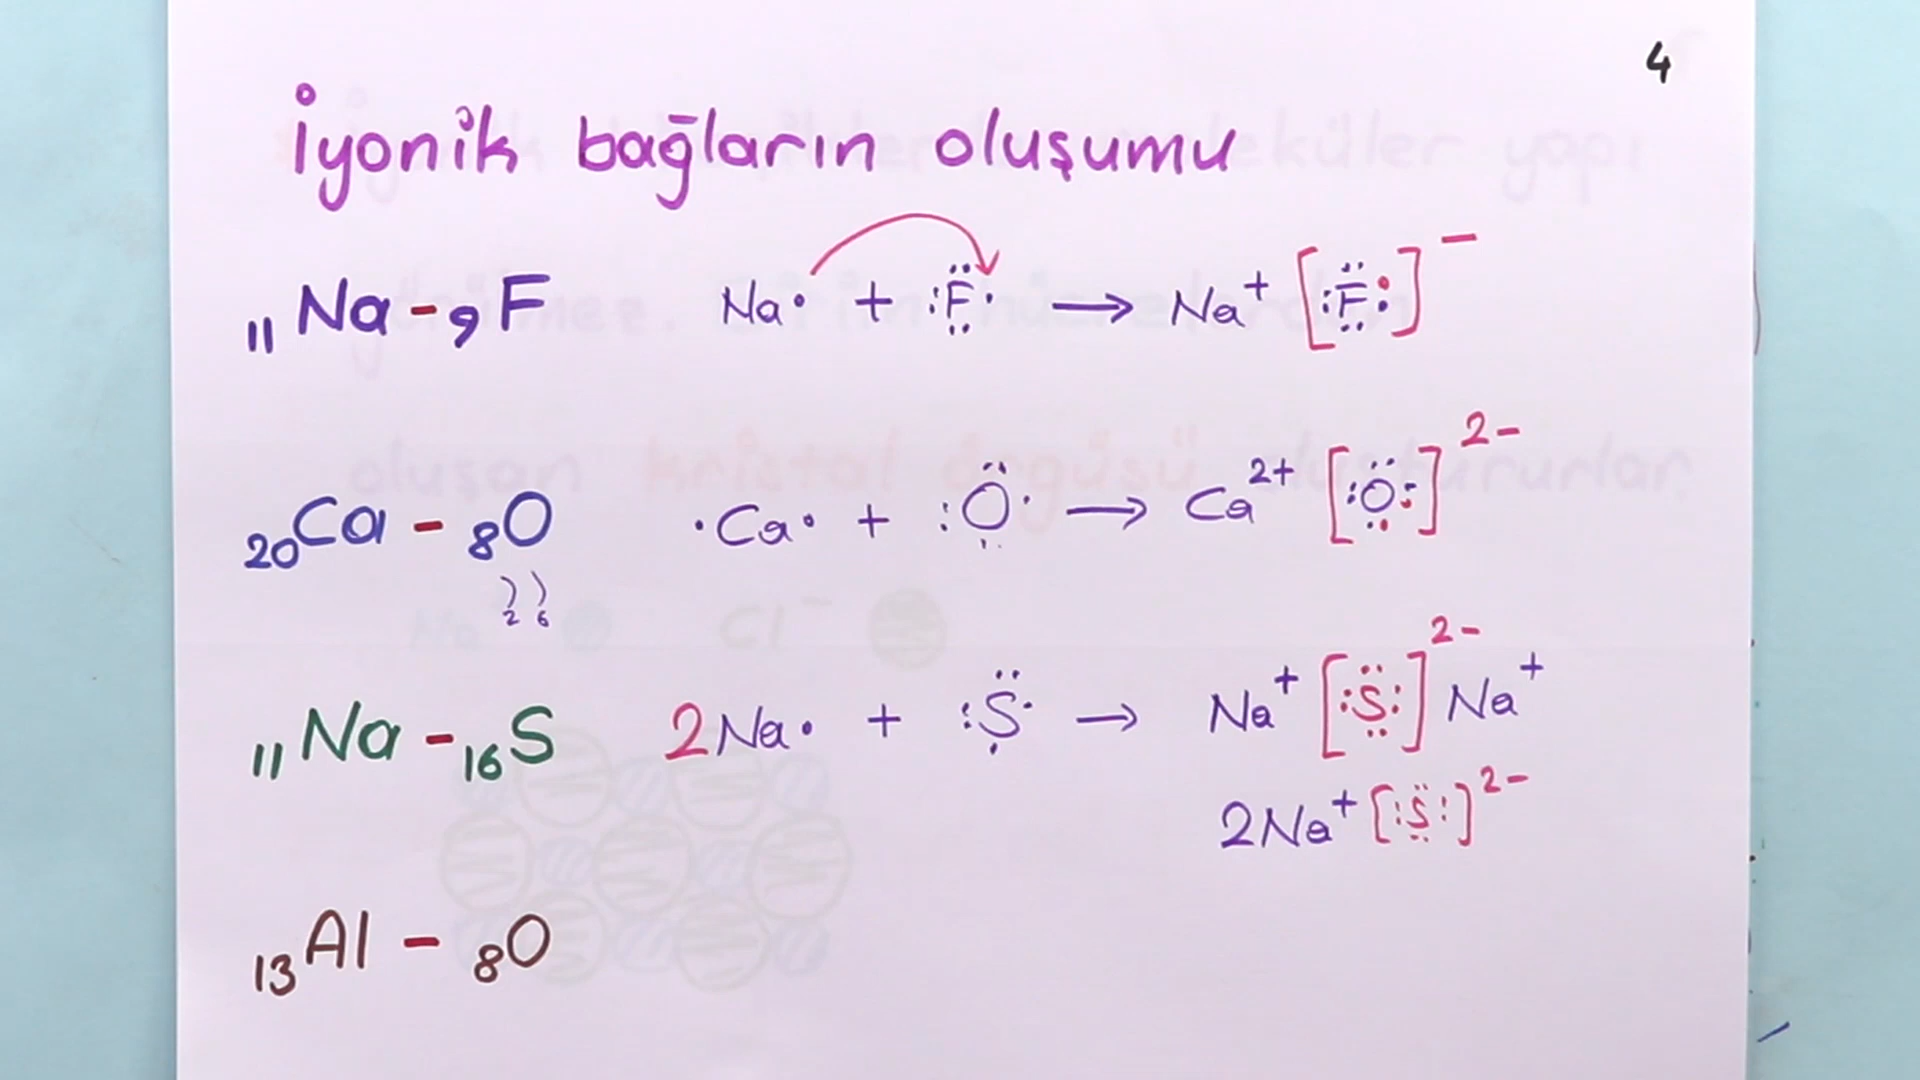 4
İyonik bağların oluşumu
₁₁Na - ₉F Na• + :F̈• → Na⁺ [:F̈:]⁻
₂₀Ca - ₈O •Ca• + :Ö• → Ca²⁺ [:Ö:]²⁻
2 6
₁₁Na - ₁₆S 2Na• + :S̈• → Na⁺ [:S̈:]²⁻ Na⁺
2Na⁺ [:S̈:]²⁻
₁₃Al - ₈O